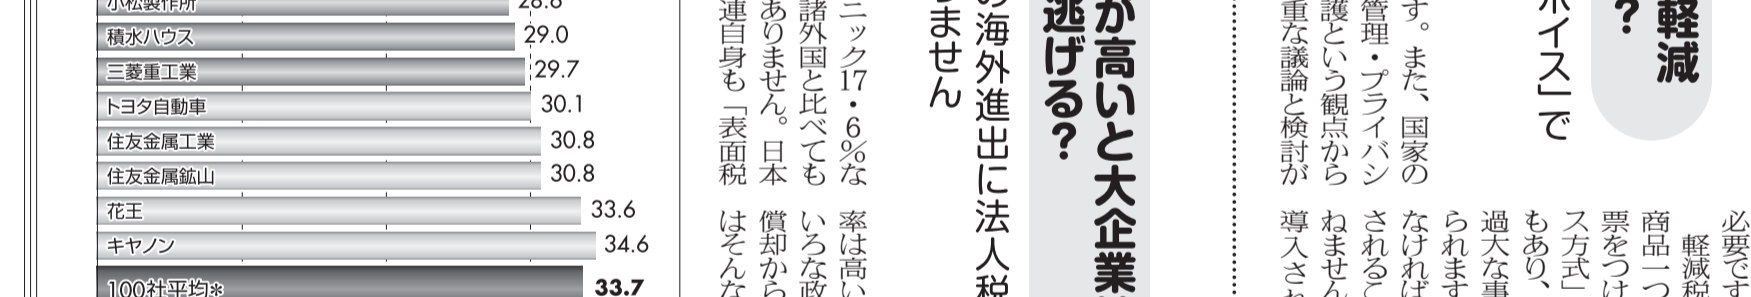 軽減
？
ボイス」で
す。また、国家の
管理・プライバシ
護という観点から
重な議論と検討が
必要です
軽減税
商品一つ
票をつけ
ス方式」
もあり、
過大な事
られます
なければ
されるこ
ねません
導入され
が高いと大企業
逃げる？
の海外進出に法人税
りません
ニック17・6％な
諸外国と比べても
ありません。日本
連自身も「表面税
率は高い
いろな政
償却から
はそんな
小松製作所 28.6
積水ハウス 29.0
三菱重工業 29.7
トヨタ自動車 30.1
住友金属工業 30.8
住友金属鉱山 30.8
花王 33.6
キヤノン 34.6
100社平均* 33.7